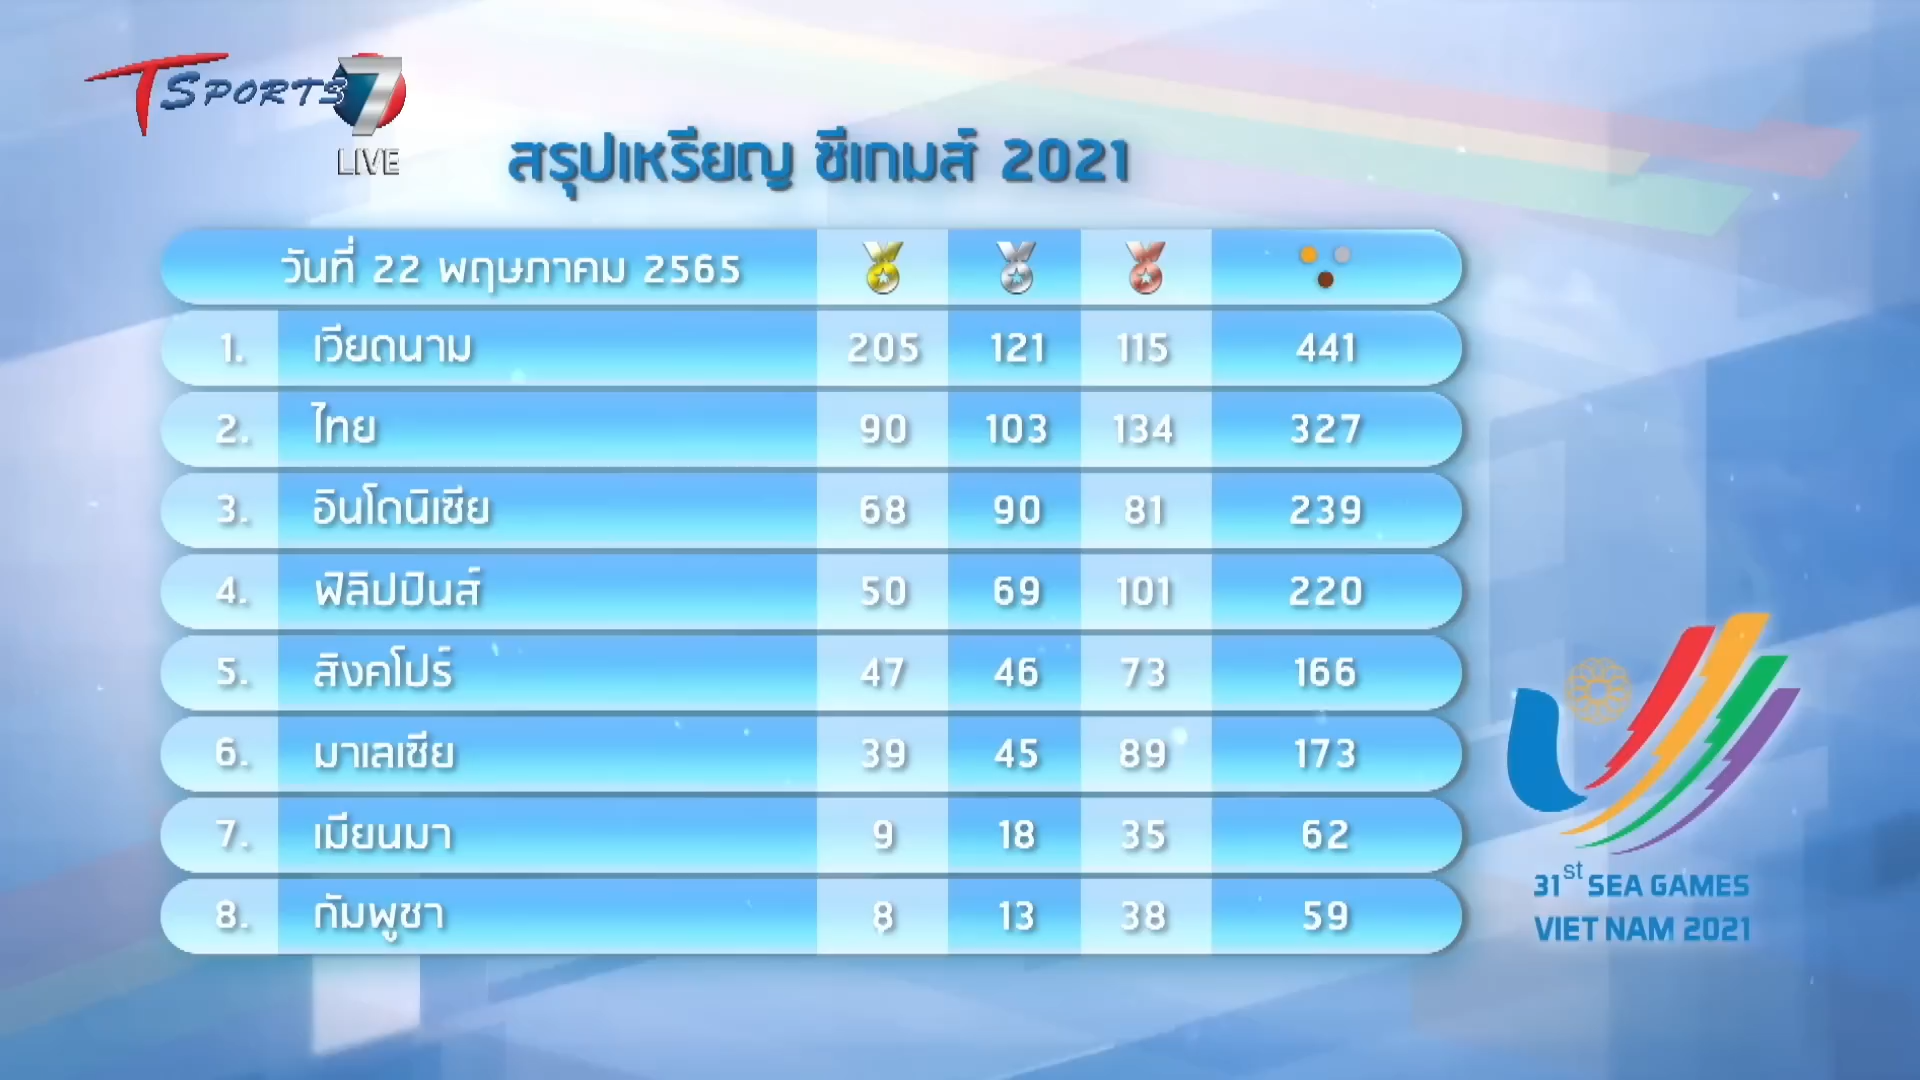 TSPORTS 7
LIVE
สรุปเหรียญ ซีเกมส์ 2021
วันที่ 22 พฤษภาคม 2565
1. เวียดนาม 205 121 115 441
2. ไทย 90 103 134 327
3. อินโดนิเซีย 68 90 81 239
4. ฟิลิปปินส์ 50 69 101 220
5. สิงคโปร์ 47 46 73 166
6. มาเลเซีย 39 45 89 173
7. เมียนมา 9 18 35 62
8. กัมพูชา 8 13 38 59
31st SEA GAMES
VIET NAM 2021